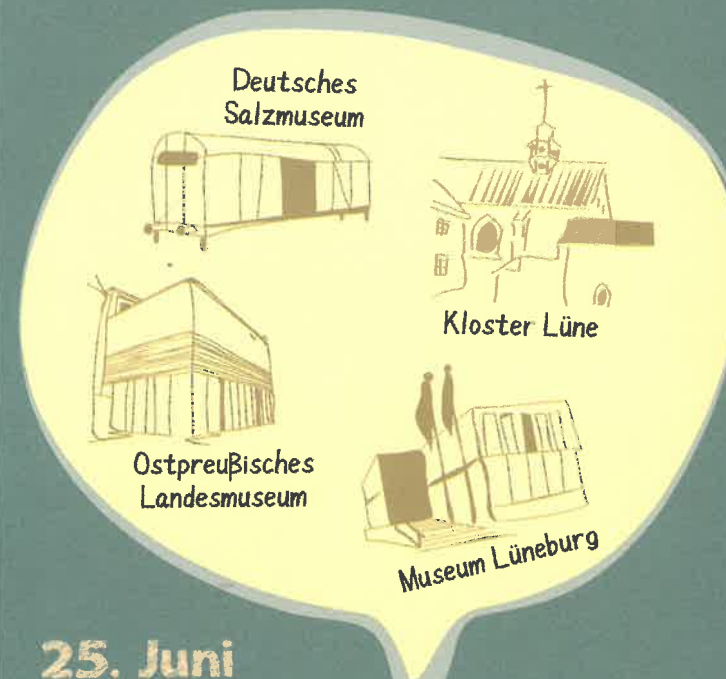 Deutsches
Salzmuseum
Kloster Lüne
Ostpreußisches
Landesmuseum
Museum Lüneburg
25. Juni